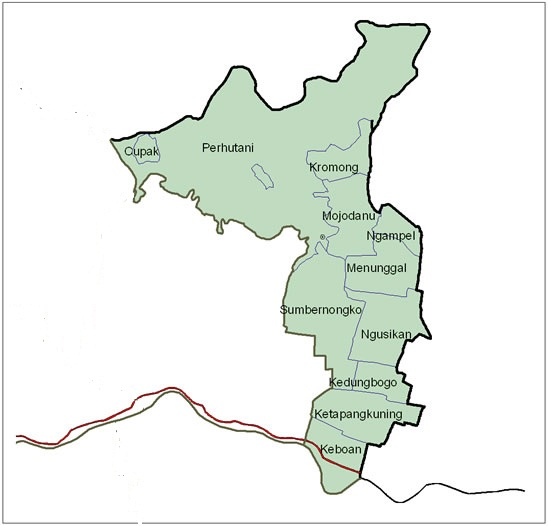 Cupak
Perhutani
Kromong
Mojodanu
Ngampel
Menunggal
Sumbernongko
Ngusikan
Kedungbogo
Ketapangkuning
Keboan